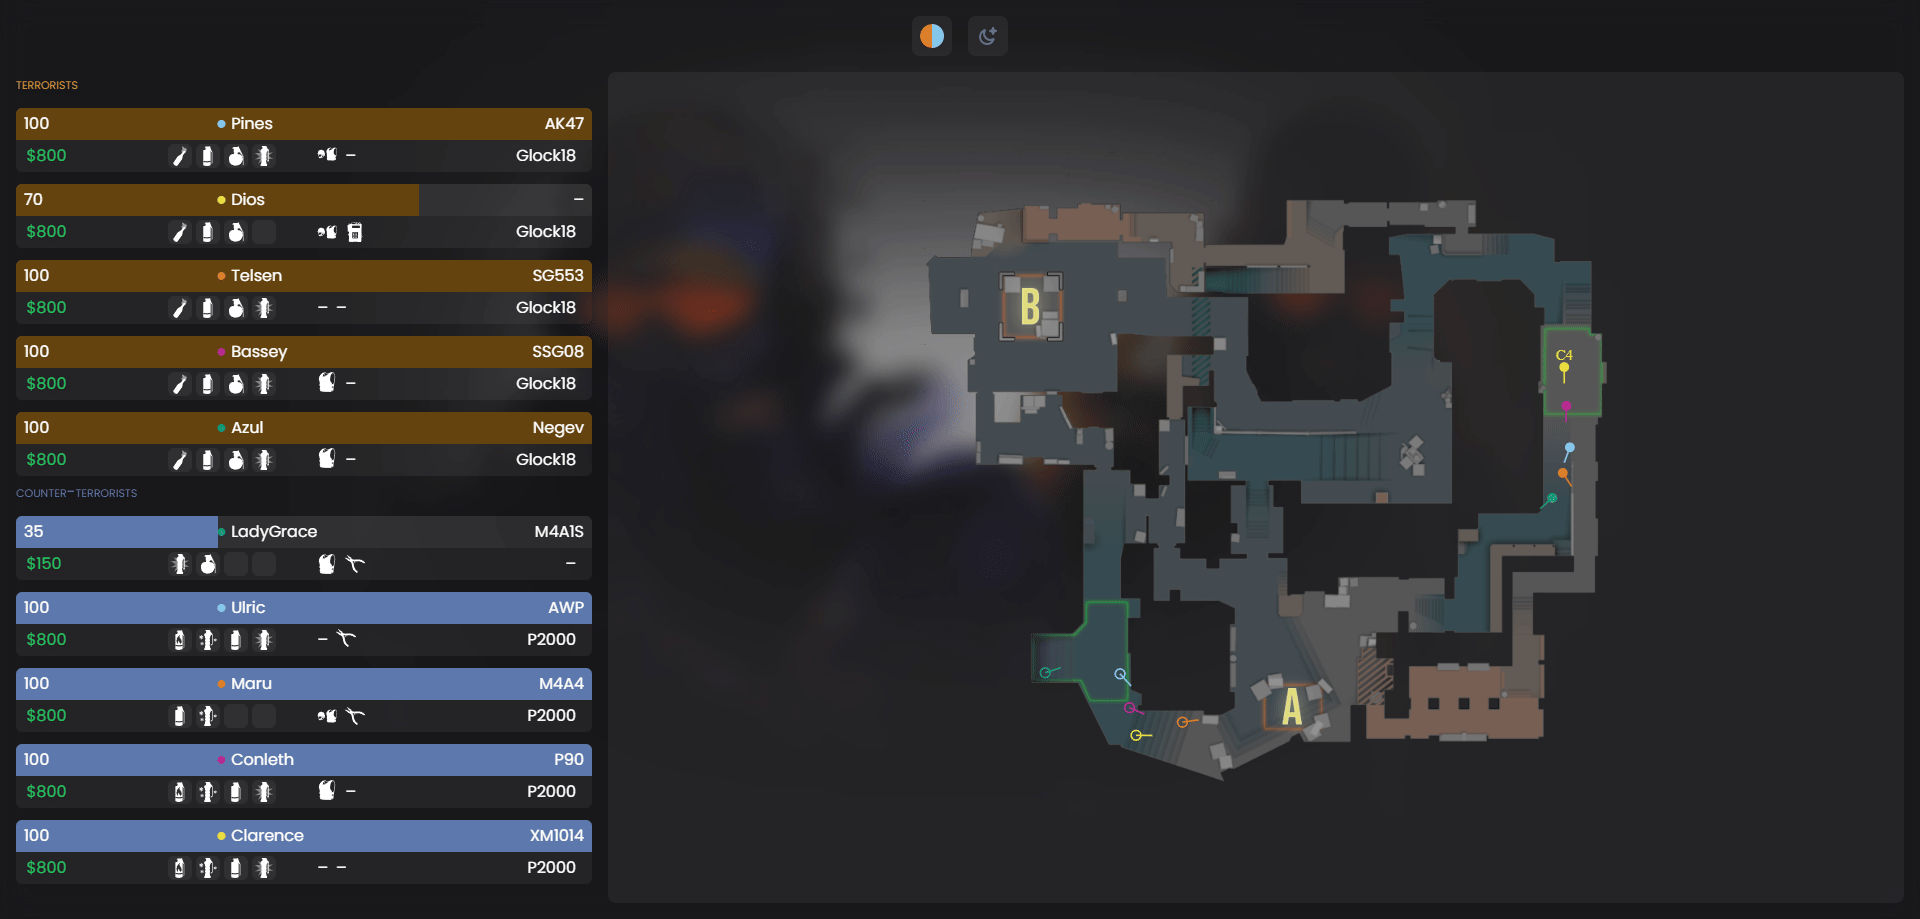 TERRORISTS
100 Pines AK47
$800 – Glock18
70 Dios –
$800 Glock18
100 Telsen SG553
$800 – – Glock18
100 Bassey SSG08
$800 – Glock18
100 Azul Negev
$800 – Glock18
COUNTER-TERRORISTS
35 LadyGrace M4A1S
$150 –
100 Ulric AWP
$800 – P2000
100 Maru M4A4
$800 P2000
100 Conleth P90
$800 – P2000
100 Clarence XM1014
$800 – – P2000
B
C4
A